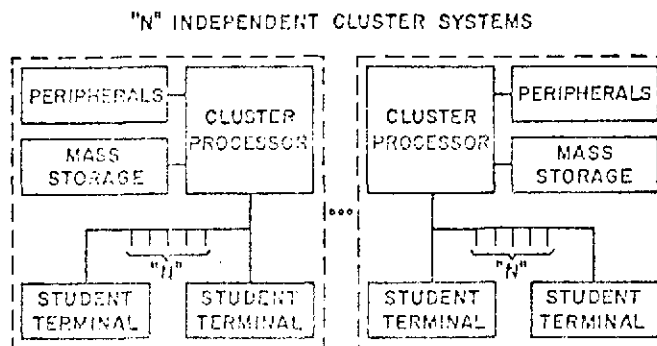 "N" INDEPENDENT CLUSTER SYSTEMS
PERIPHERALS
CLUSTER
PROCESSOR
MASS
STORAGE
"N"
STUDENT
TERMINAL
STUDENT
TERMINAL
...
CLUSTER
PROCESSOR
PERIPHERALS
MASS
STORAGE
"N"
STUDENT
TERMINAL
STUDENT
TERMINAL